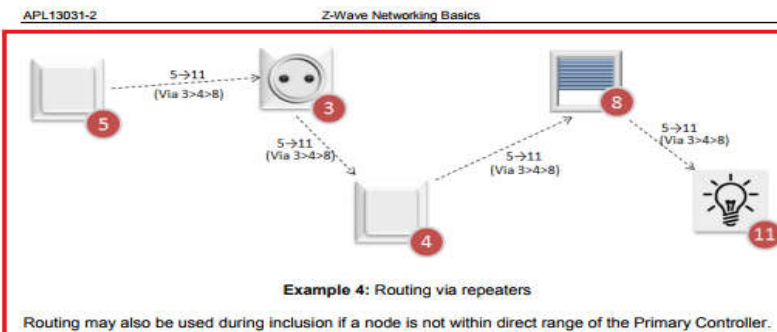 APL13031-2 Z-Wave Networking Basics
5→11
(Via 3>4>8)
5
3
8
5→11
(Via 3>4>8)
5→11
(Via 3>4>8)
5→11
(Via 3>4>8)
4
11
Example 4: Routing via repeaters
Routing may also be used during inclusion if a node is not within direct range of the Primary Controller.